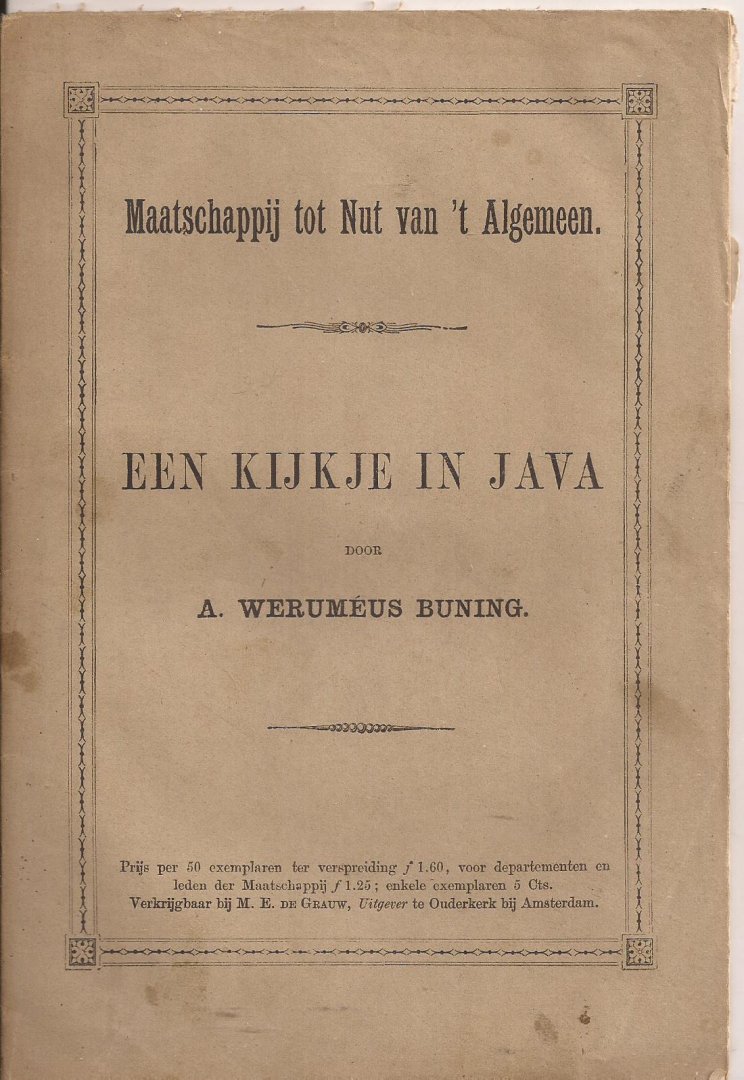 Maatschappij tot Nut van 't Algemeen.
EEN KIJKJE IN JAVA
DOOR
A. WERUMÉUS BUNING.
Prijs per 50 exemplaren ter verspreiding ƒ 1.60, voor departementen en
leden der Maatschappij ƒ 1.25; enkele exemplaren 5 Cts.
Verkrijgbaar bij M. E. DE GRAUW, Uitgever te Ouderkerk bij Amsterdam.